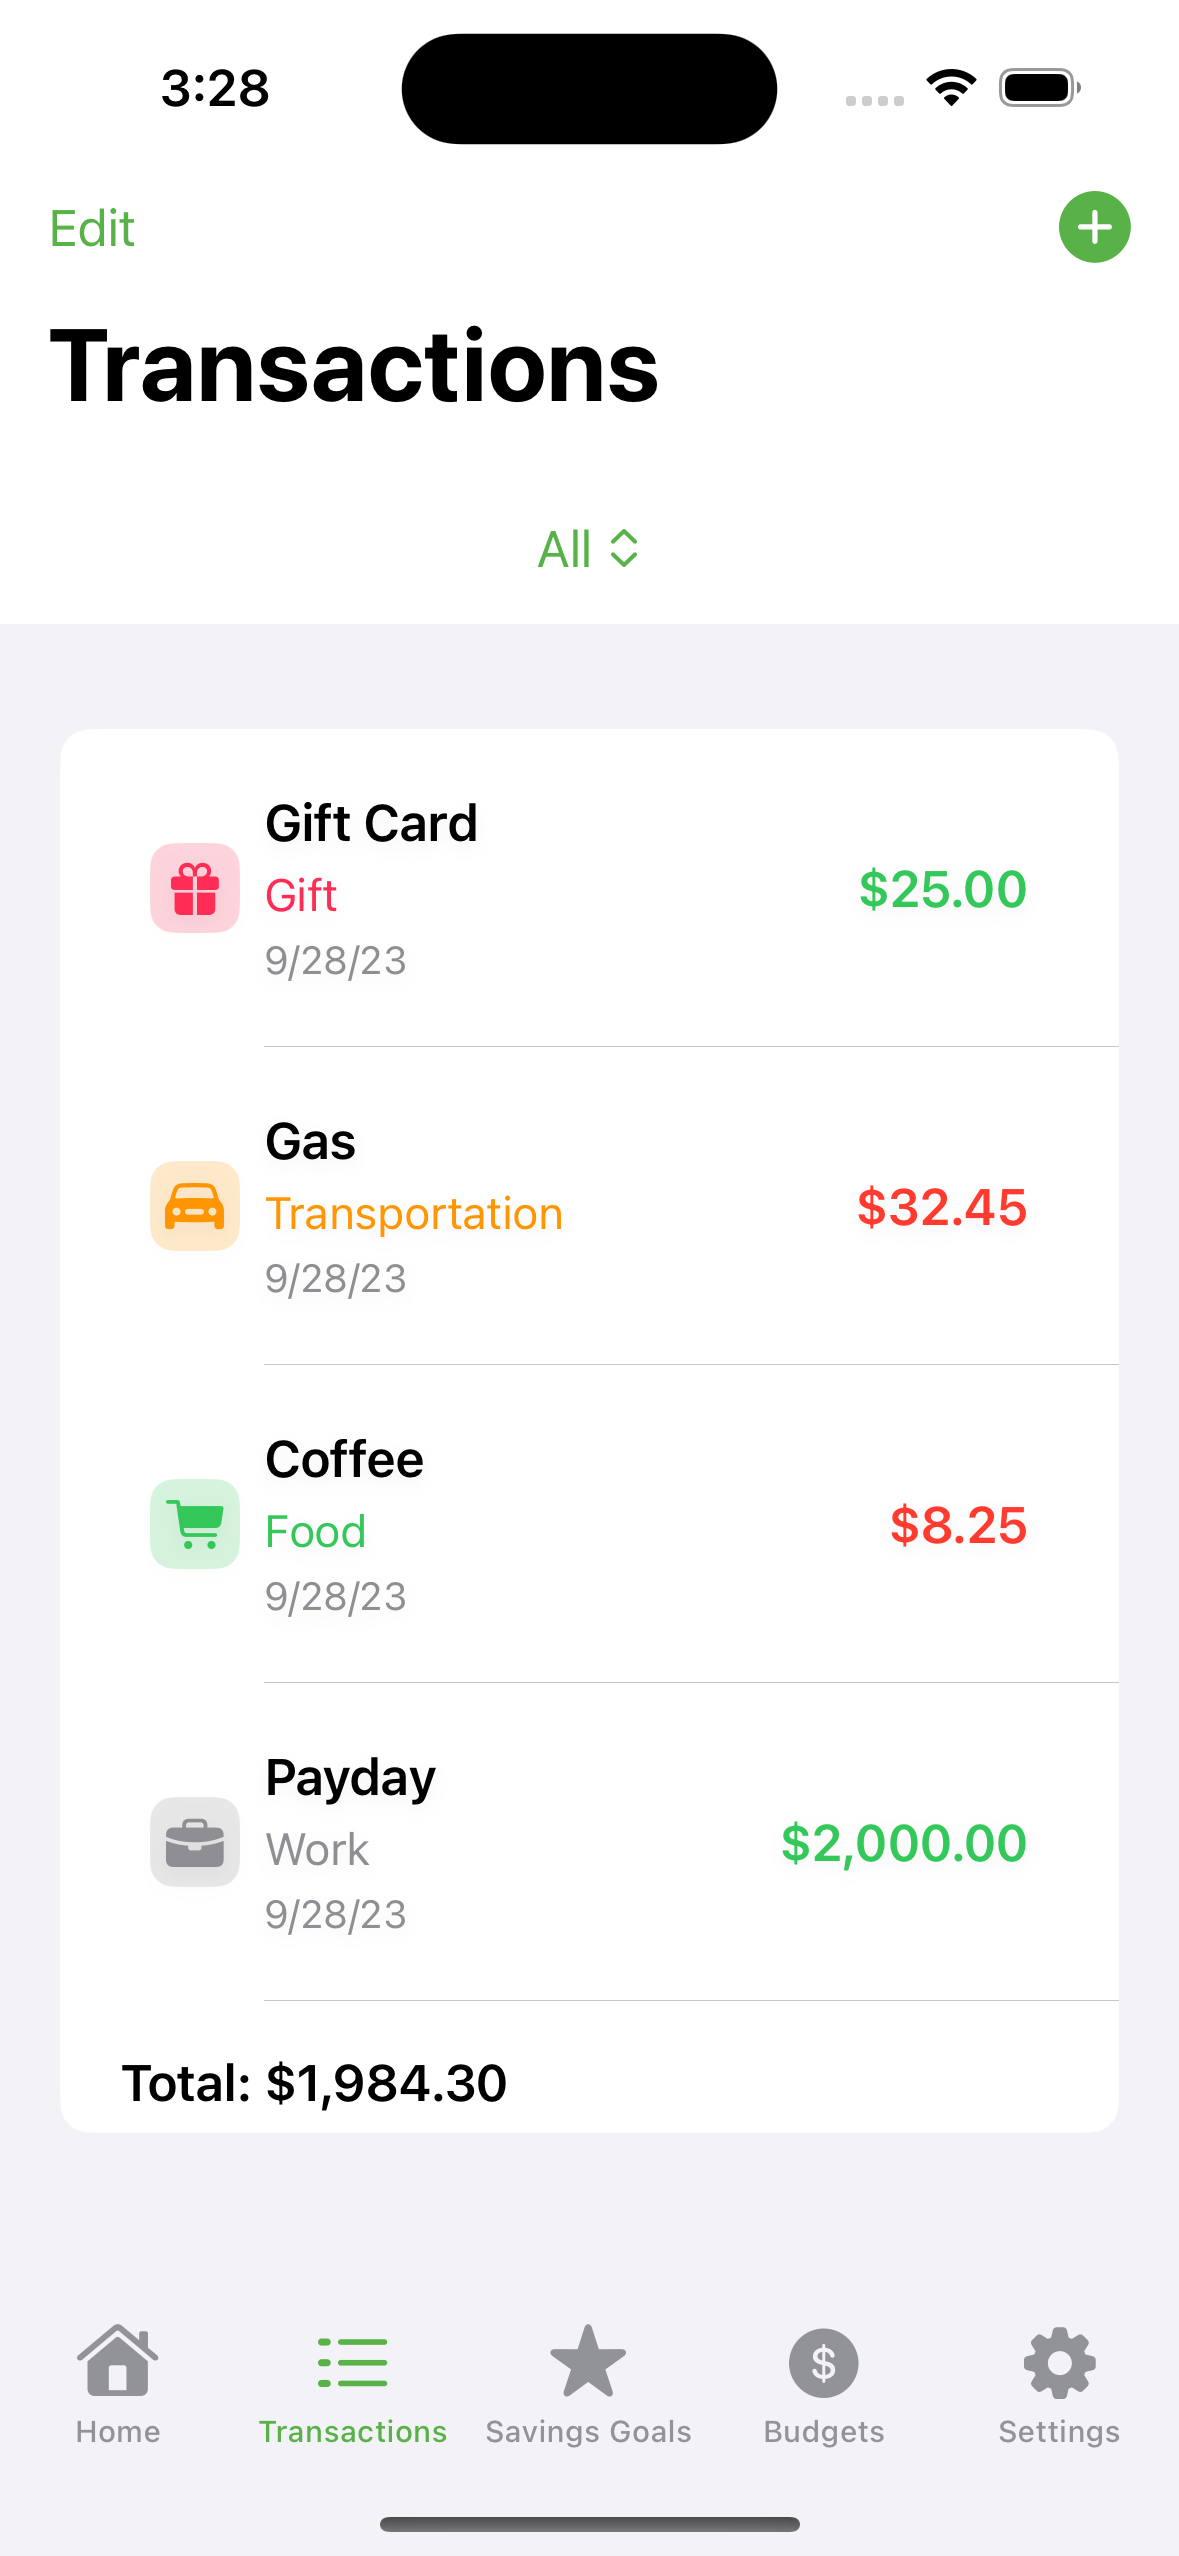 3:28
Edit
Transactions
All
Gift Card
Gift
$25.00
9/28/23
Gas
Transportation
$32.45
9/28/23
Coffee
Food
$8.25
9/28/23
Payday
Work
$2,000.00
9/28/23
Total: $1,984.30
Home
Transactions
Savings Goals
$
Budgets
Settings